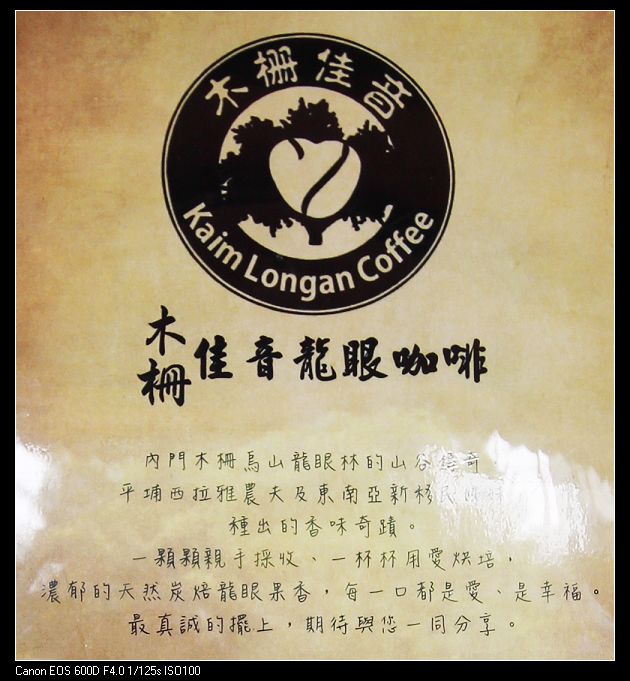 木柵佳音
Kaim Longan Coffee
木柵佳音龍眼咖啡
內門木柵烏山龍眼林的山谷傳奇
平埔西拉雅農夫及東南亞新移民
種出的香味奇蹟。
一顆顆親手採收、一杯杯用愛烘培，
濃郁的天然炭焙龍眼果香，每一口都是愛、是幸福。
最真誠的擺上，期待與您一同分享。
Canon EOS 600D F4.0 1/125s ISO100